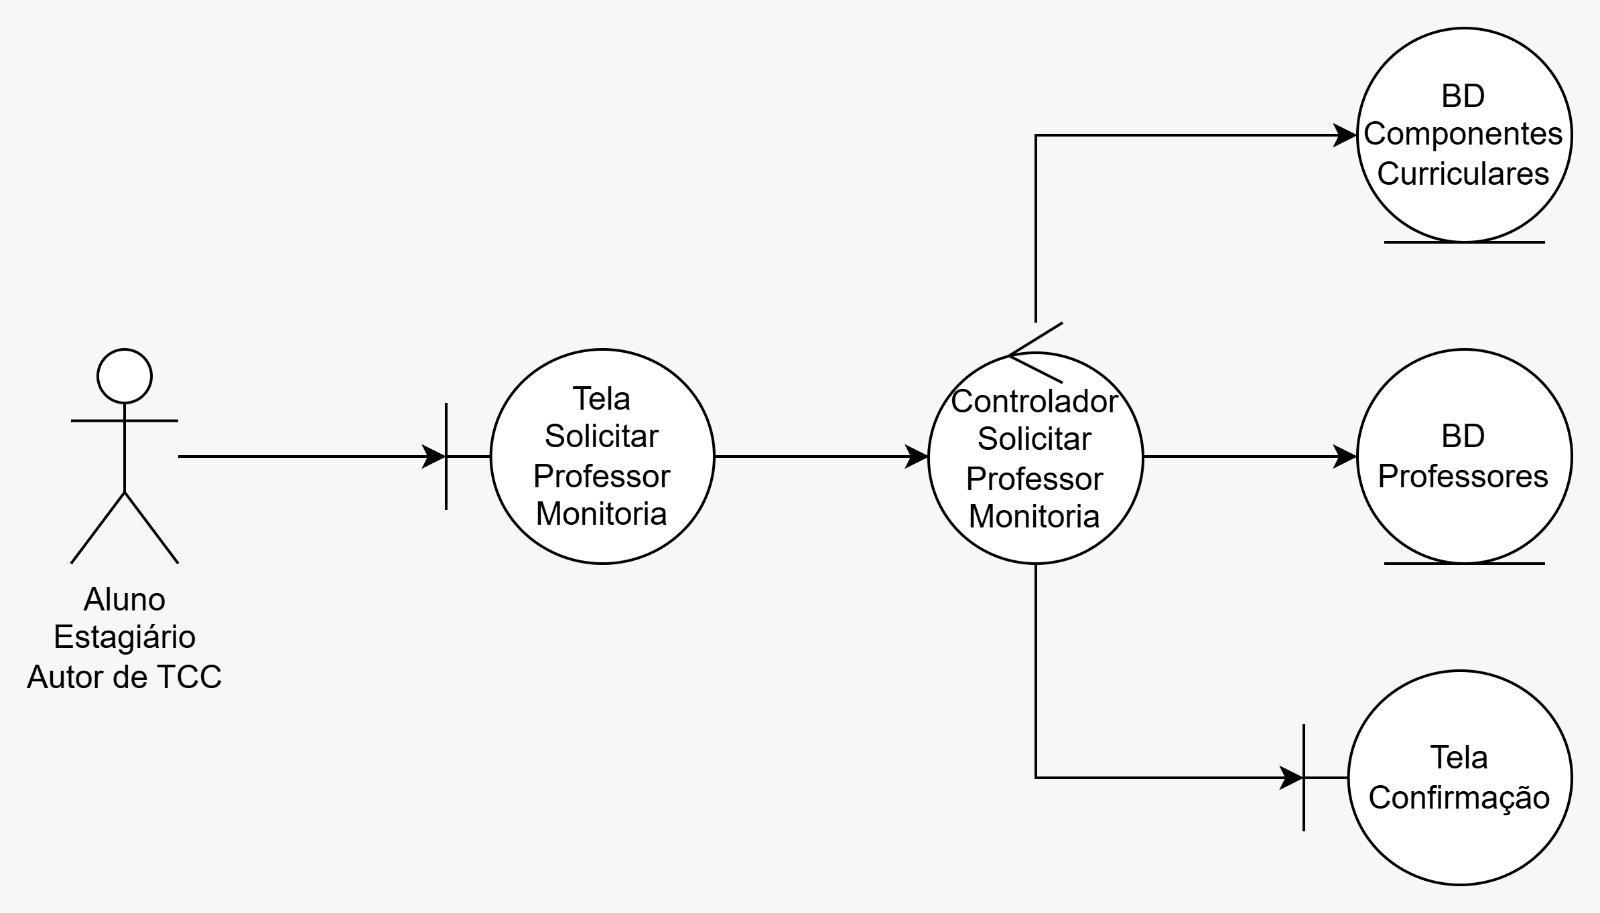 Aluno
Estagiário
Autor de TCC
Tela
Solicitar
Professor
Monitoria
Controlador
Solicitar
Professor
Monitoria
BD
Componentes
Curriculares
BD
Professores
Tela
Confirmação